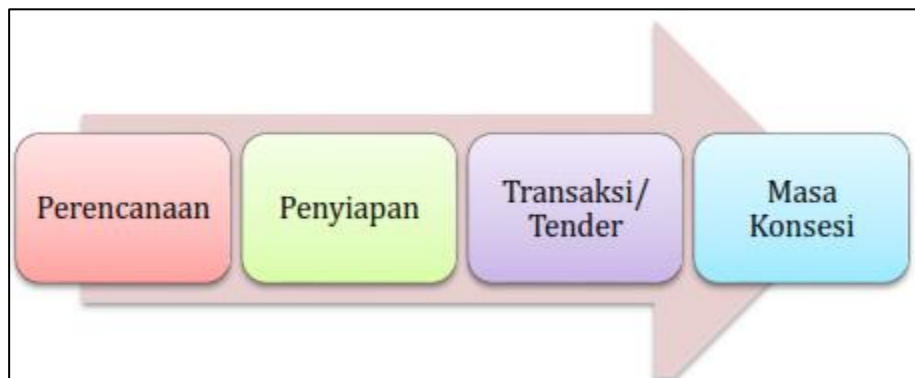 Perencanaan
Penyiapan
Transaksi/
Tender
Masa
Konsesi